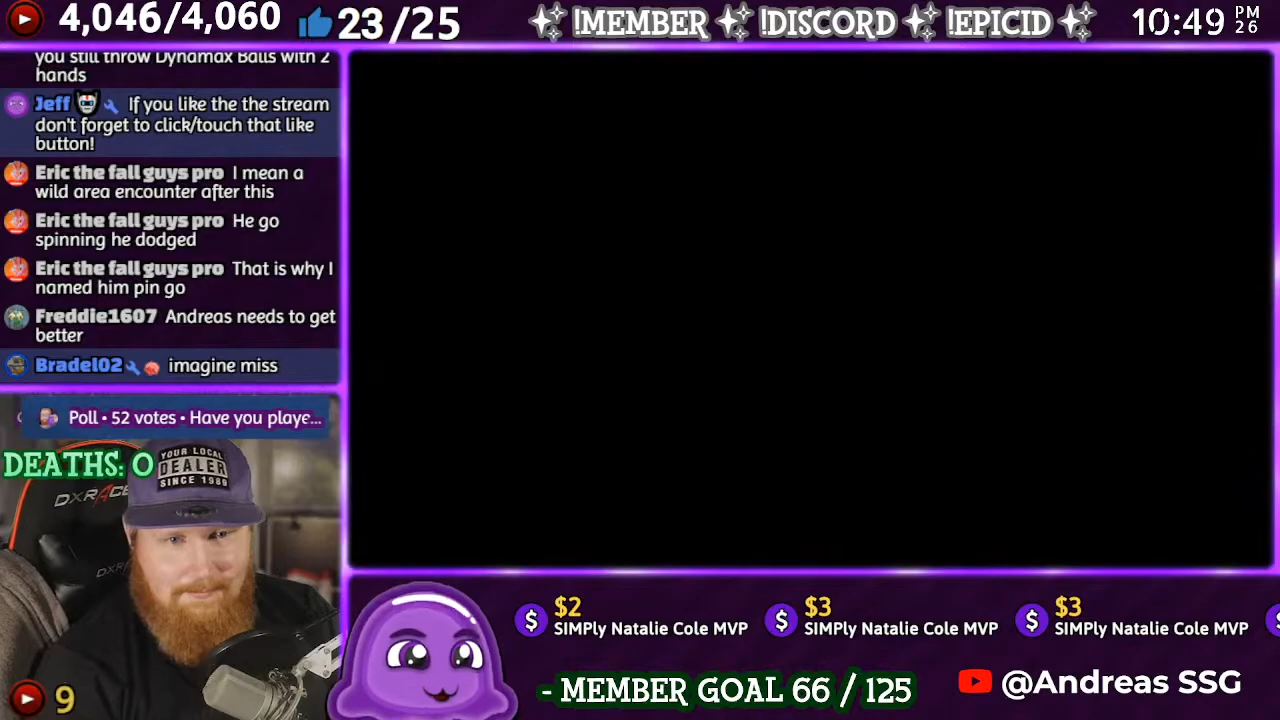 4,046/4,060
23/25
!MEMBER !DISCORD !EPICID
10:49 PM
26
you still throw Dynamax Balls with 2
hands
Jeff If you like the the stream
don't forget to click/touch that like
button!
Eric the fall guys pro I mean a
wild area encounter after this
Eric the fall guys pro He go
spinning he dodged
Eric the fall guys pro That is why I
named him pin go
Freddie1607 Andreas needs to get
better
Bradel02 imagine miss
Poll • 52 votes • Have you playe...
DEATHS: 0
YOUR LOCAL
DEALER
SINCE 1980
DXRACE
DXR
9
$ $2
SIMPly Natalie Cole MVP
$ $3
SIMPly Natalie Cole MVP
$ $3
SIMPly Natalie Cole MVP
- MEMBER GOAL 66 / 125
@Andreas SSG